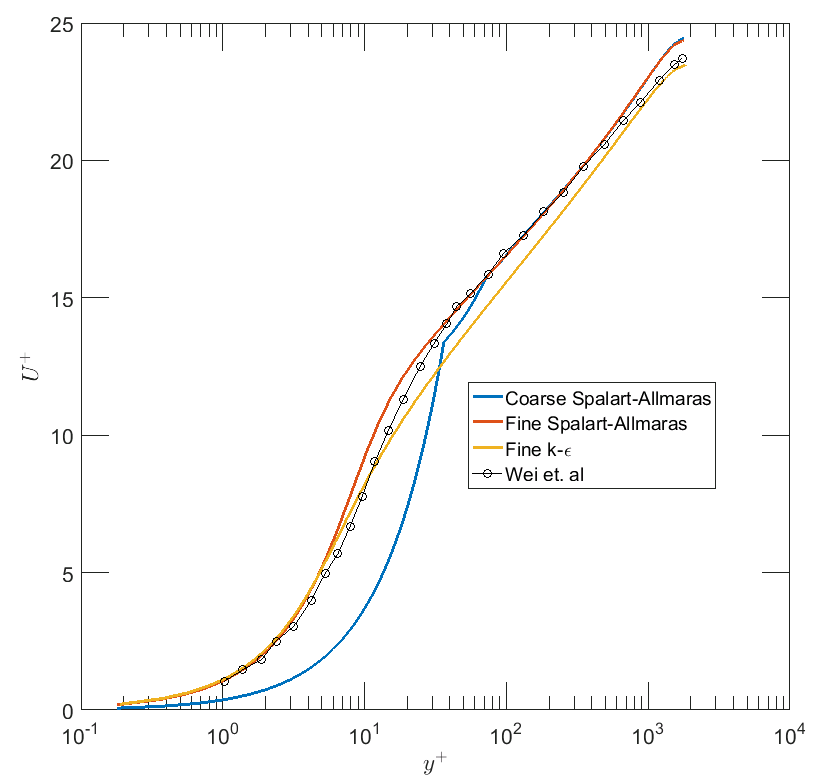 25
20
15
10
5
0
U⁺
Coarse Spalart-Allmaras
Fine Spalart-Allmaras
Fine k-ϵ
Wei et. al
10⁻¹ 10⁰ 10¹ 10² 10³ 10⁴
y⁺